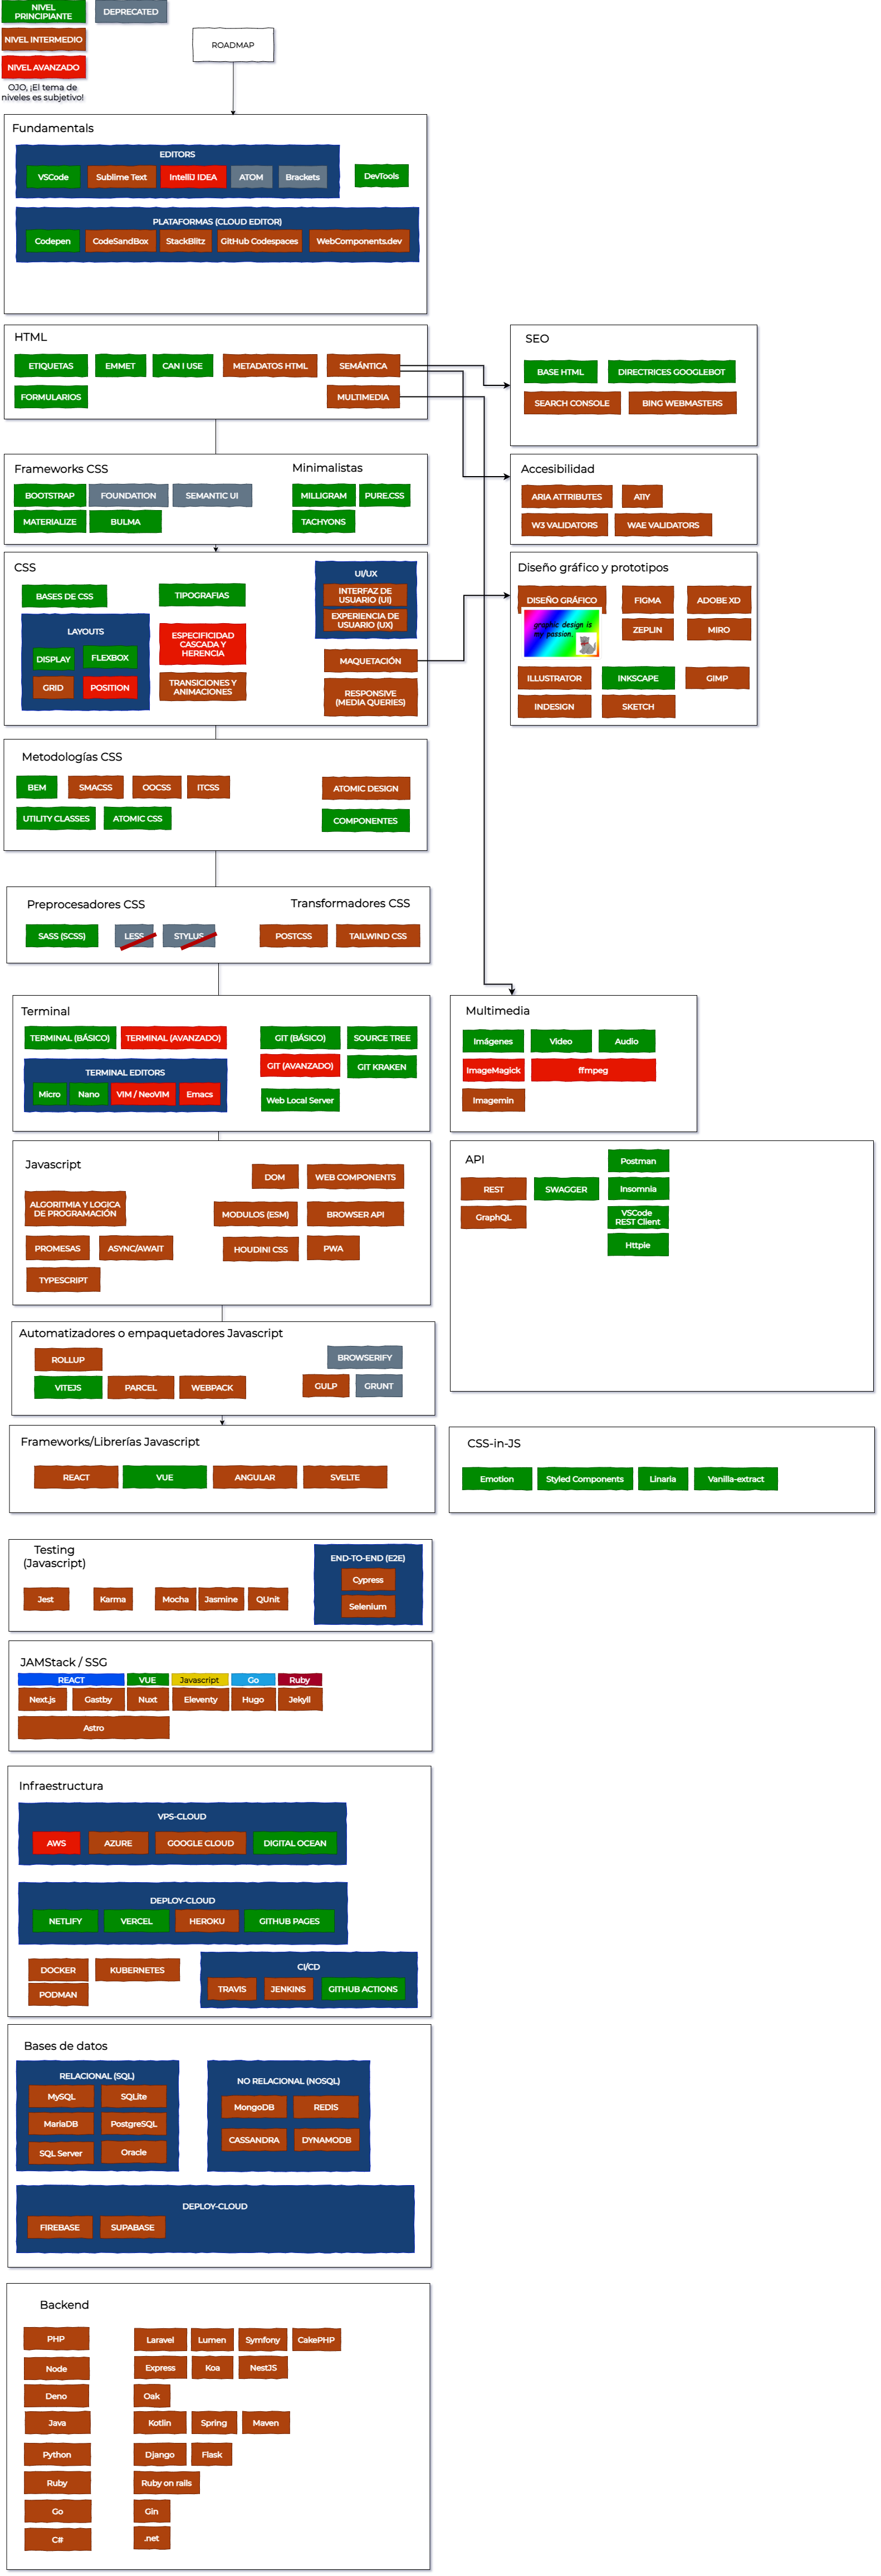 NIVEL
PRINCIPIANTE
DEPRECATED
NIVEL INTERMEDIO
NIVEL AVANZADO
OJO, ¡El tema de
niveles es subjetivo!
ROADMAP
Fundamentals
EDITORS
VSCode
Sublime Text
IntelliJ IDEA
ATOM
Brackets
DevTools
PLATAFORMAS (CLOUD EDITOR)
Codepen
CodeSandBox
StackBlitz
GitHub Codespaces
WebComponents.dev
HTML
ETIQUETAS
EMMET
CAN I USE
METADATOS HTML
SEMÁNTICA
FORMULARIOS
MULTIMEDIA
SEO
BASE HTML
DIRECTRICES GOOGLEBOT
SEARCH CONSOLE
BING WEBMASTERS
Frameworks CSS
Minimalistas
BOOTSTRAP
FOUNDATION
SEMANTIC UI
MILLIGRAM
PURE.CSS
MATERIALIZE
BULMA
TACHYONS
Accesibilidad
ARIA ATTRIBUTES
A11Y
W3 VALIDATORS
WAE VALIDATORS
CSS
BASES DE CSS
TIPOGRAFIAS
UI/UX
INTERFAZ DE
USUARIO (UI)
EXPERIENCIA DE
USUARIO (UX)
LAYOUTS
DISPLAY
FLEXBOX
GRID
POSITION
ESPECIFICIDAD
CASCADA Y
HERENCIA
TRANSICIONES Y
ANIMACIONES
MAQUETACIÓN
RESPONSIVE
(MEDIA QUERIES)
Diseño gráfico y prototipos
DISEÑO GRÁFICO
FIGMA
ADOBE XD
graphic design is
my passion.
ZEPLIN
MIRO
ILLUSTRATOR
INKSCAPE
GIMP
INDESIGN
SKETCH
Metodologías CSS
BEM
SMACSS
OOCSS
ITCSS
ATOMIC DESIGN
UTILITY CLASSES
ATOMIC CSS
COMPONENTES
Preprocesadores CSS
Transformadores CSS
SASS (SCSS)
LESS
STYLUS
POSTCSS
TAILWIND CSS
Terminal
TERMINAL (BÁSICO)
TERMINAL (AVANZADO)
GIT (BÁSICO)
SOURCE TREE
TERMINAL EDITORS
GIT (AVANZADO)
GIT KRAKEN
Micro
Nano
VIM / NeoVIM
Emacs
Web Local Server
Multimedia
Imágenes
Video
Audio
ImageMagick
ffmpeg
Imagemin
Javascript
DOM
WEB COMPONENTS
ALGORITMIA Y LOGICA
DE PROGRAMACIÓN
MODULOS (ESM)
BROWSER API
PROMESAS
ASYNC/AWAIT
HOUDINI CSS
PWA
TYPESCRIPT
API
Postman
REST
SWAGGER
Insomnia
GraphQL
VSCode
REST Client
Httpie
Automatizadores o empaquetadores Javascript
ROLLUP
BROWSERIFY
VITEJS
PARCEL
WEBPACK
GULP
GRUNT
Frameworks/Librerías Javascript
REACT
VUE
ANGULAR
SVELTE
CSS-in-JS
Emotion
Styled Components
Linaria
Vanilla-extract
Testing
(Javascript)
Jest
Karma
Mocha
Jasmine
QUnit
END-TO-END (E2E)
Cypress
Selenium
JAMStack / SSG
REACT
VUE
Javascript
Go
Ruby
Next.js
Gastby
Nuxt
Eleventy
Hugo
Jekyll
Astro
Infraestructura
VPS-CLOUD
AWS
AZURE
GOOGLE CLOUD
DIGITAL OCEAN
DEPLOY-CLOUD
NETLIFY
VERCEL
HEROKU
GITHUB PAGES
DOCKER
KUBERNETES
PODMAN
CI/CD
TRAVIS
JENKINS
GITHUB ACTIONS
Bases de datos
RELACIONAL (SQL)
MySQL
SQLite
MariaDB
PostgreSQL
SQL Server
Oracle
NO RELACIONAL (NOSQL)
MongoDB
REDIS
CASSANDRA
DYNAMODB
DEPLOY-CLOUD
FIREBASE
SUPABASE
Backend
PHP
Laravel
Lumen
Symfony
CakePHP
Node
Express
Koa
NestJS
Deno
Oak
Java
Kotlin
Spring
Maven
Python
Django
Flask
Ruby
Ruby on rails
Go
Gin
C#
.net